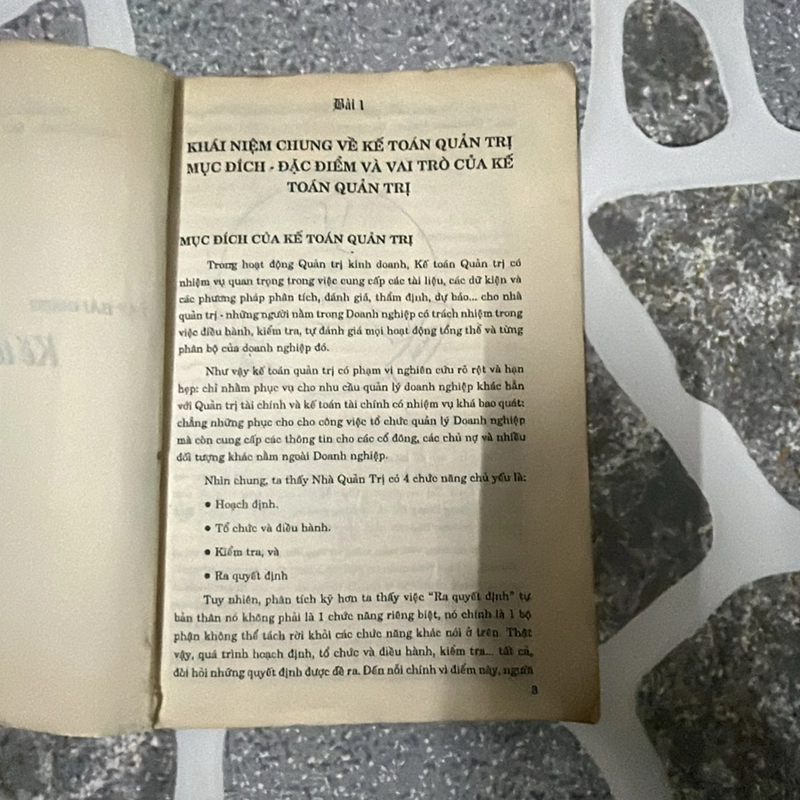 Bài 1
KHÁI NIỆM CHUNG VỀ KẾ TOÁN QUẢN TRỊ
MỤC ĐÍCH - ĐẶC ĐIỂM VÀ VAI TRÒ CỦA KẾ
TOÁN QUẢN TRỊ
MỤC ĐÍCH CỦA KẾ TOÁN QUẢN TRỊ
Trong hoạt động Quản trị kinh doanh, Kế toán Quản trị có
nhiệm vụ quan trọng trong việc cung cấp các tài liệu, các dữ kiện và
các phương pháp phân tích, đánh giá, thẩm định, dự báo... cho nhà
quản trị - những người nằm trong Doanh nghiệp có trách nhiệm trong
việc điều hành, kiểm tra, tự đánh giá mọi hoạt động tổng thể và từng
phân bộ của doanh nghiệp đó.
Như vậy kế toán quản trị có phạm vi nghiên cứu rõ rệt và hạn
hẹp: chỉ nhằm phục vụ cho nhu cầu quản lý doanh nghiệp khác hẳn
với Quản trị tài chính và kế toán tài chính có nhiệm vụ khá bao quát:
chẳng những phục cho cho công việc tổ chức quản lý Doanh nghiệp
mà còn cung cấp các thông tin cho các cổ đông, các chủ nợ và nhiều
đối tượng khác nằm ngoài Doanh nghiệp.
Nhìn chung, ta thấy Nhà Quản Trị có 4 chức năng chủ yếu là:
• Hoạch định.
• Tổ chức và điều hành.
• Kiểm tra, và
• Ra quyết định
Tuy nhiên, phân tích kỹ hơn ta thấy việc "Ra quyết định" tự
bản thân nó không phải là 1 chức năng riêng biệt, nó chính là 1 bộ
phận không thể tách rời khỏi các chức năng khác nói ở trên. Thật
vậy, quá trình hoạch định, tổ chức và điều hành, kiểm tra... tất cả,
đòi hỏi những quyết định được đề ra. Đến nỗi chính vì điểm này, người
3